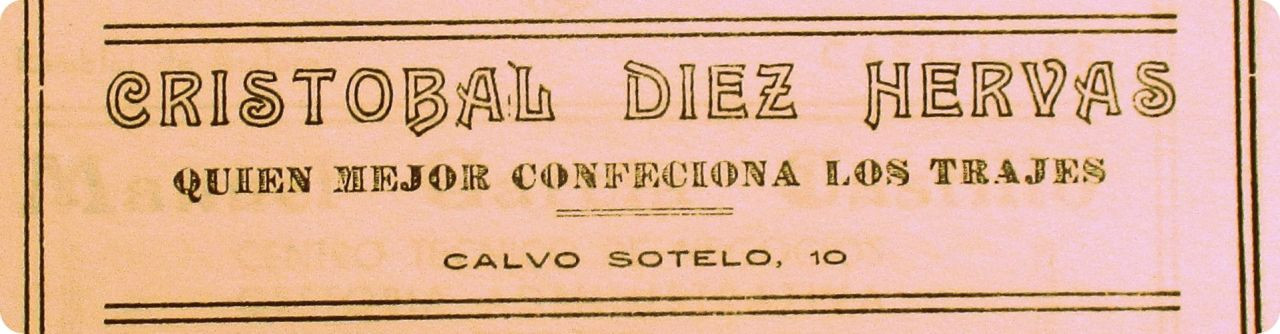 CRISTOBAL DIEZ HERVAS
QUIEN MEJOR CONFECIONA LOS TRAJES
CALVO SOTELO, 10